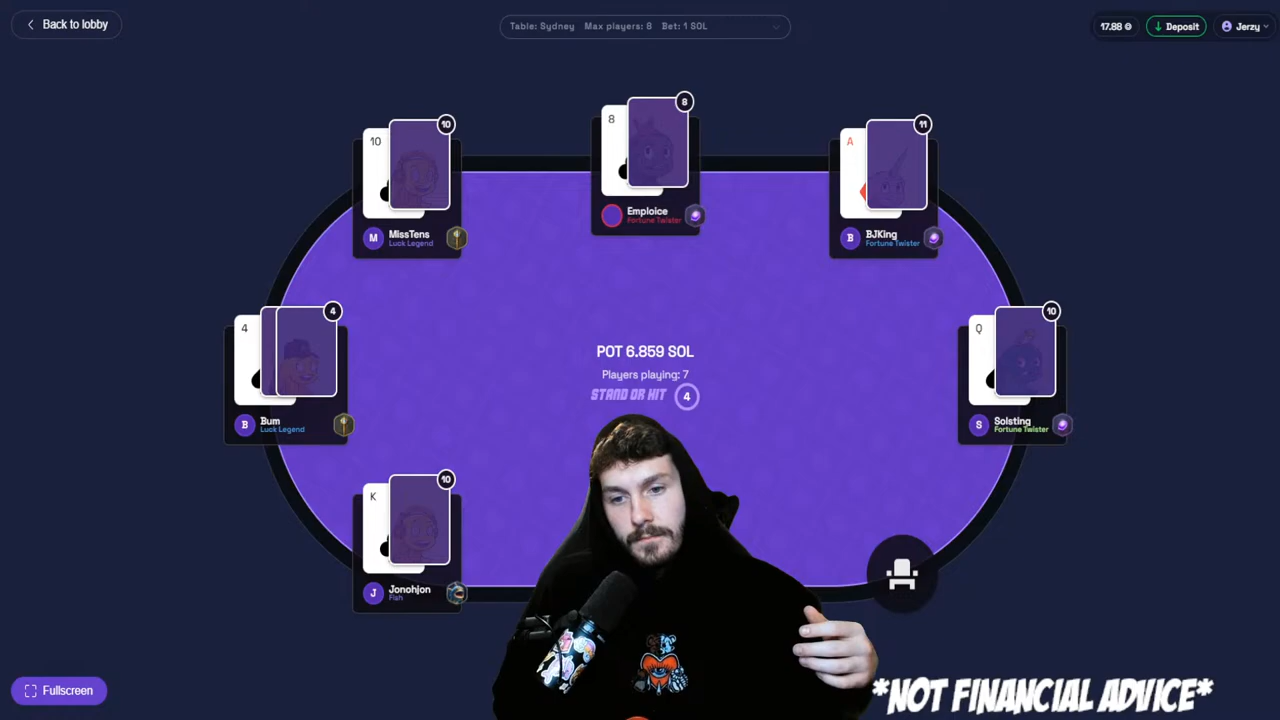 Back to lobby
Table: Sydney Max players: 8 Bet: 1 SOL
17.88
Deposit
Jerzy
10
10
M MissTens
Luck Legend
8
8
Emploice
Fortune Twister
A
11
B BJKing
Fortune Twister
4
4
B Bum
Luck Legend
POT 6.859 SOL
Players playing: 7
STAND OR HIT 4
Q
10
S Solsting
Fortune Twister
K
10
J Jonohjon
Fish
Fullscreen
*NOT FINANCIAL ADVICE*